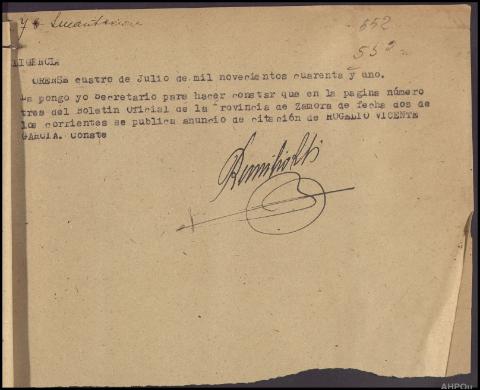 652
552
LIGENCIA
ORENSE cuatro de Julio de mil novecientos cuarenta y uno.
La pongo yo Secretario para hacer constar que en la pagina número
tres del Boletin Oficial de la Provincia de Zamora de fecha dos de
los corrientes se publica anuncio de citación de ROGELIO VICENTE
GARCIA. Conste
AHPOu